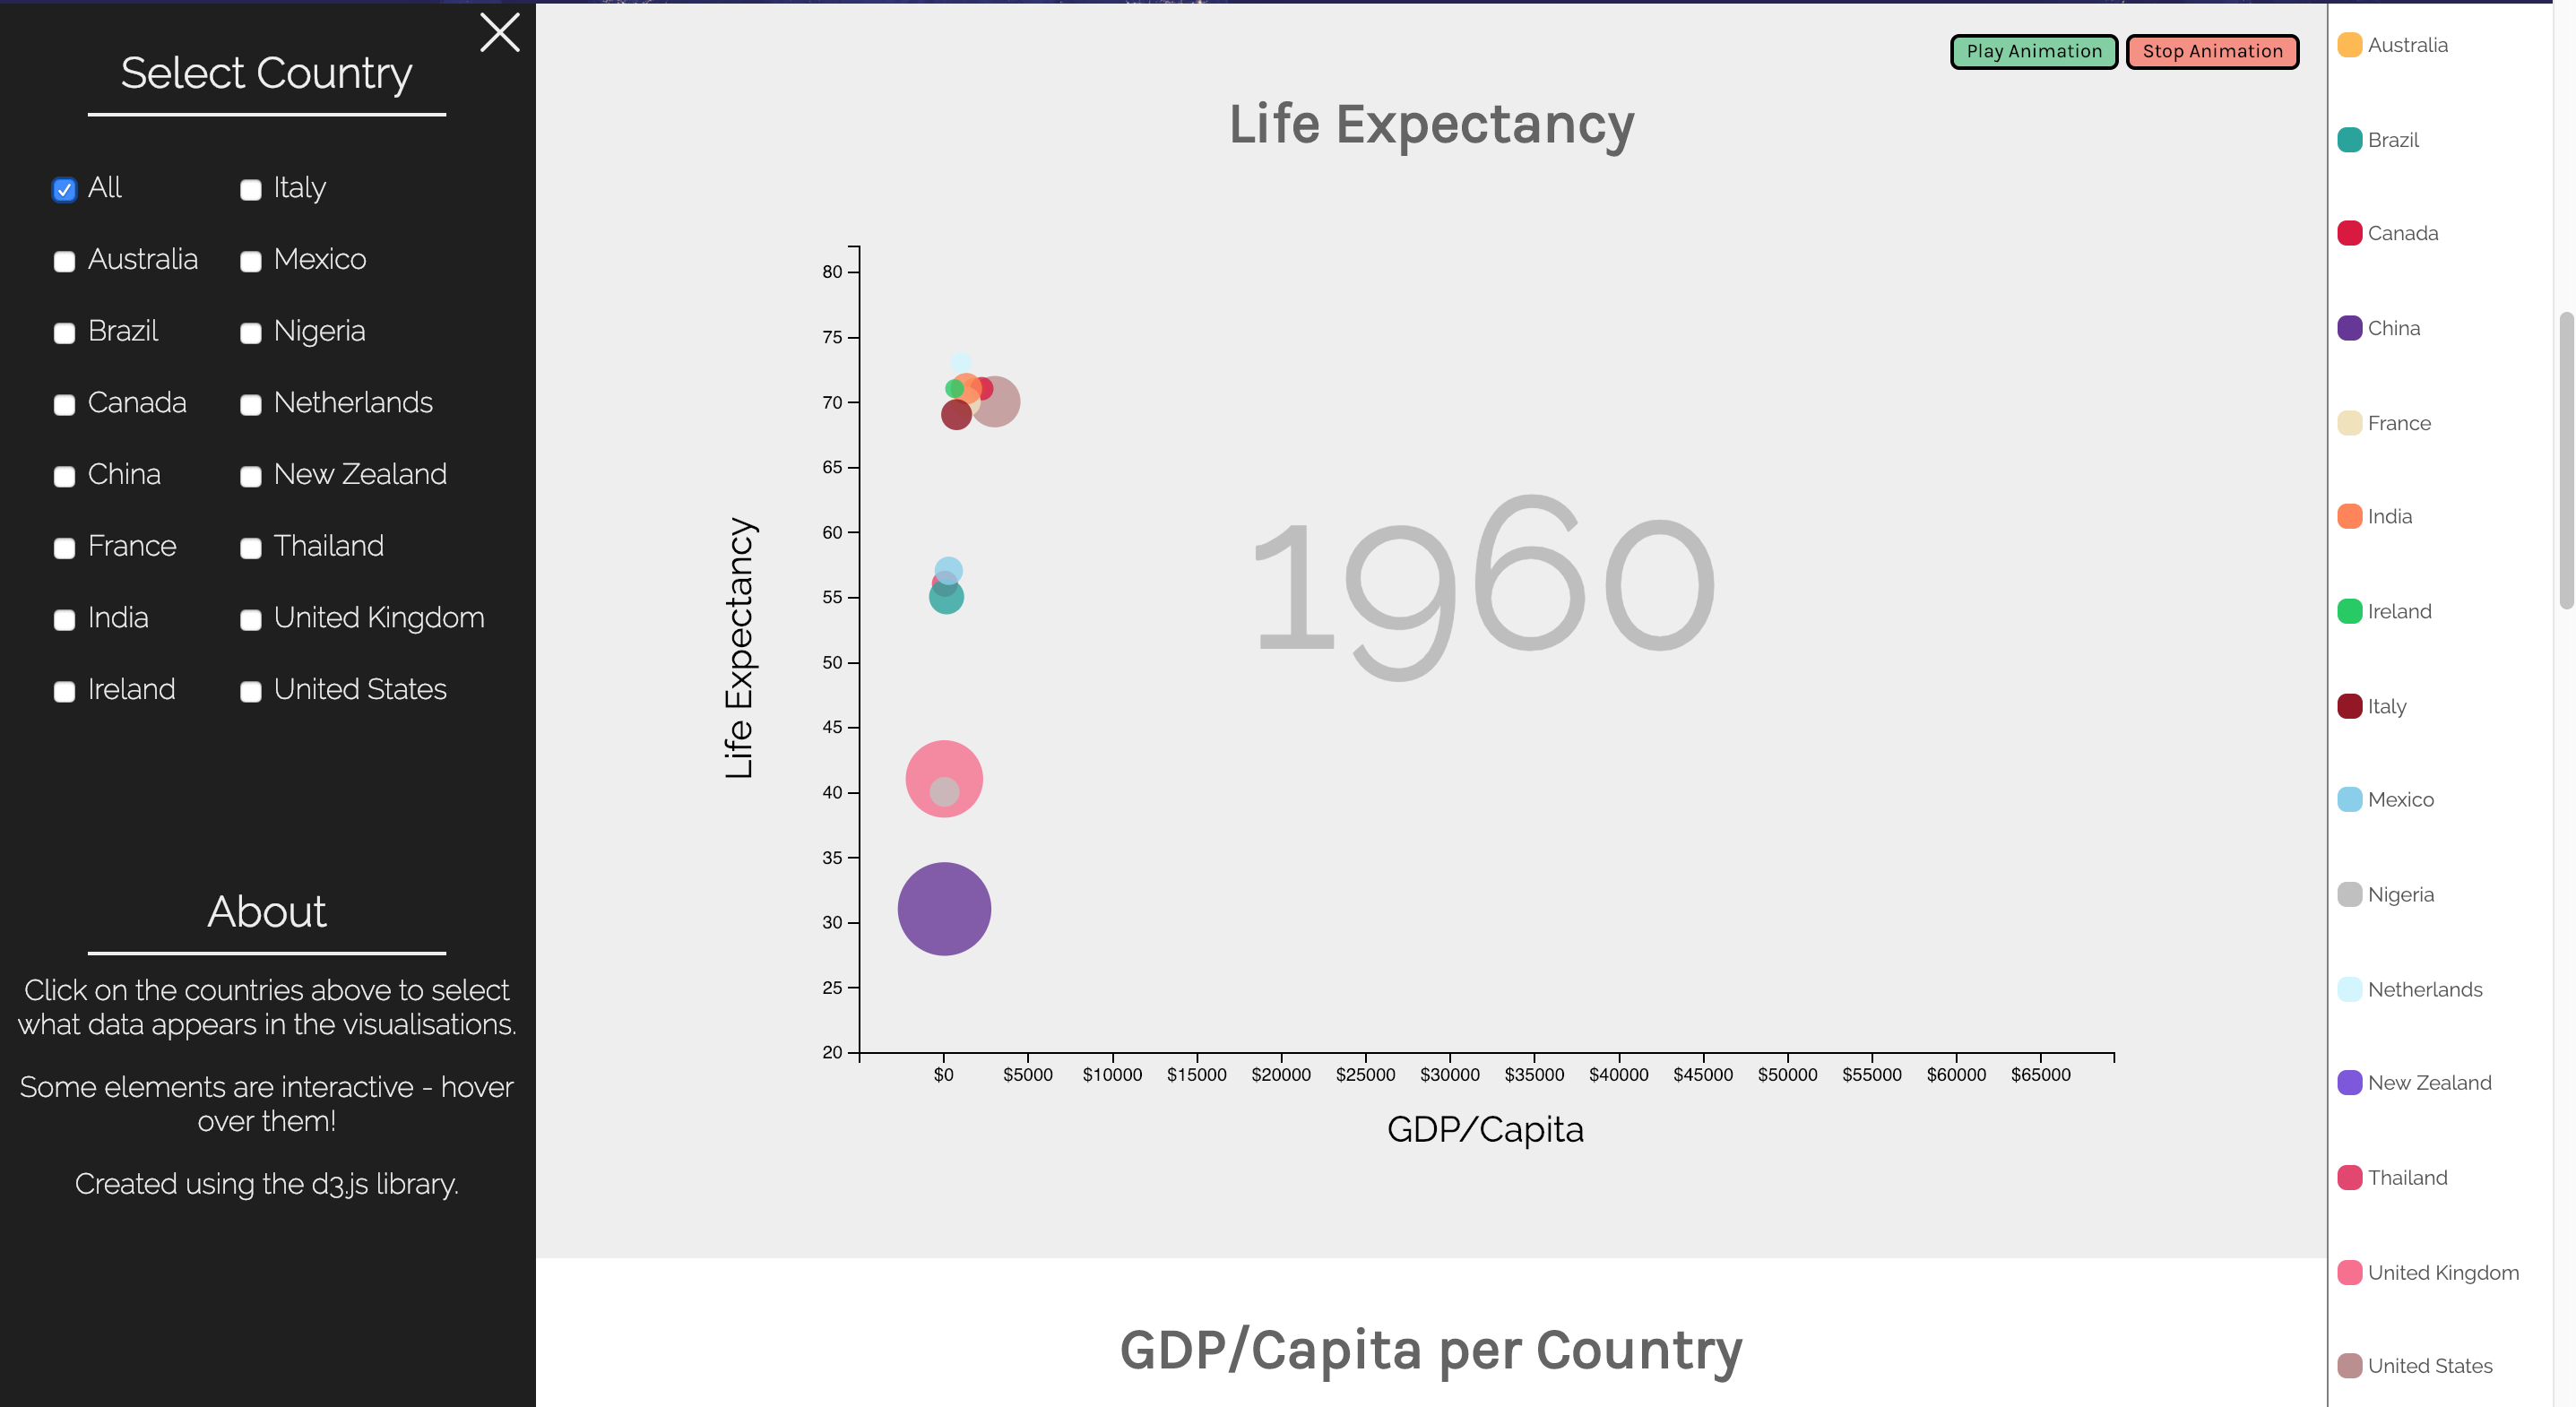 Select Country
All
Italy
Australia
Mexico
Brazil
Nigeria
Canada
Netherlands
China
New Zealand
France
Thailand
India
United Kingdom
Ireland
United States
About
Click on the countries above to select
what data appears in the visualisations.
Some elements are interactive - hover
over them!
Created using the d3.js library.
Play Animation
Stop Animation
Life Expectancy
80
75
70
65
60
55
50
45
40
35
30
25
20
Life Expectancy
1960
$0 $5000 $10000 $15000 $20000 $25000 $30000 $35000 $40000 $45000 $50000 $55000 $60000 $65000
GDP/Capita
GDP/Capita per Country
Australia
Brazil
Canada
China
France
India
Ireland
Italy
Mexico
Nigeria
Netherlands
New Zealand
Thailand
United Kingdom
United States